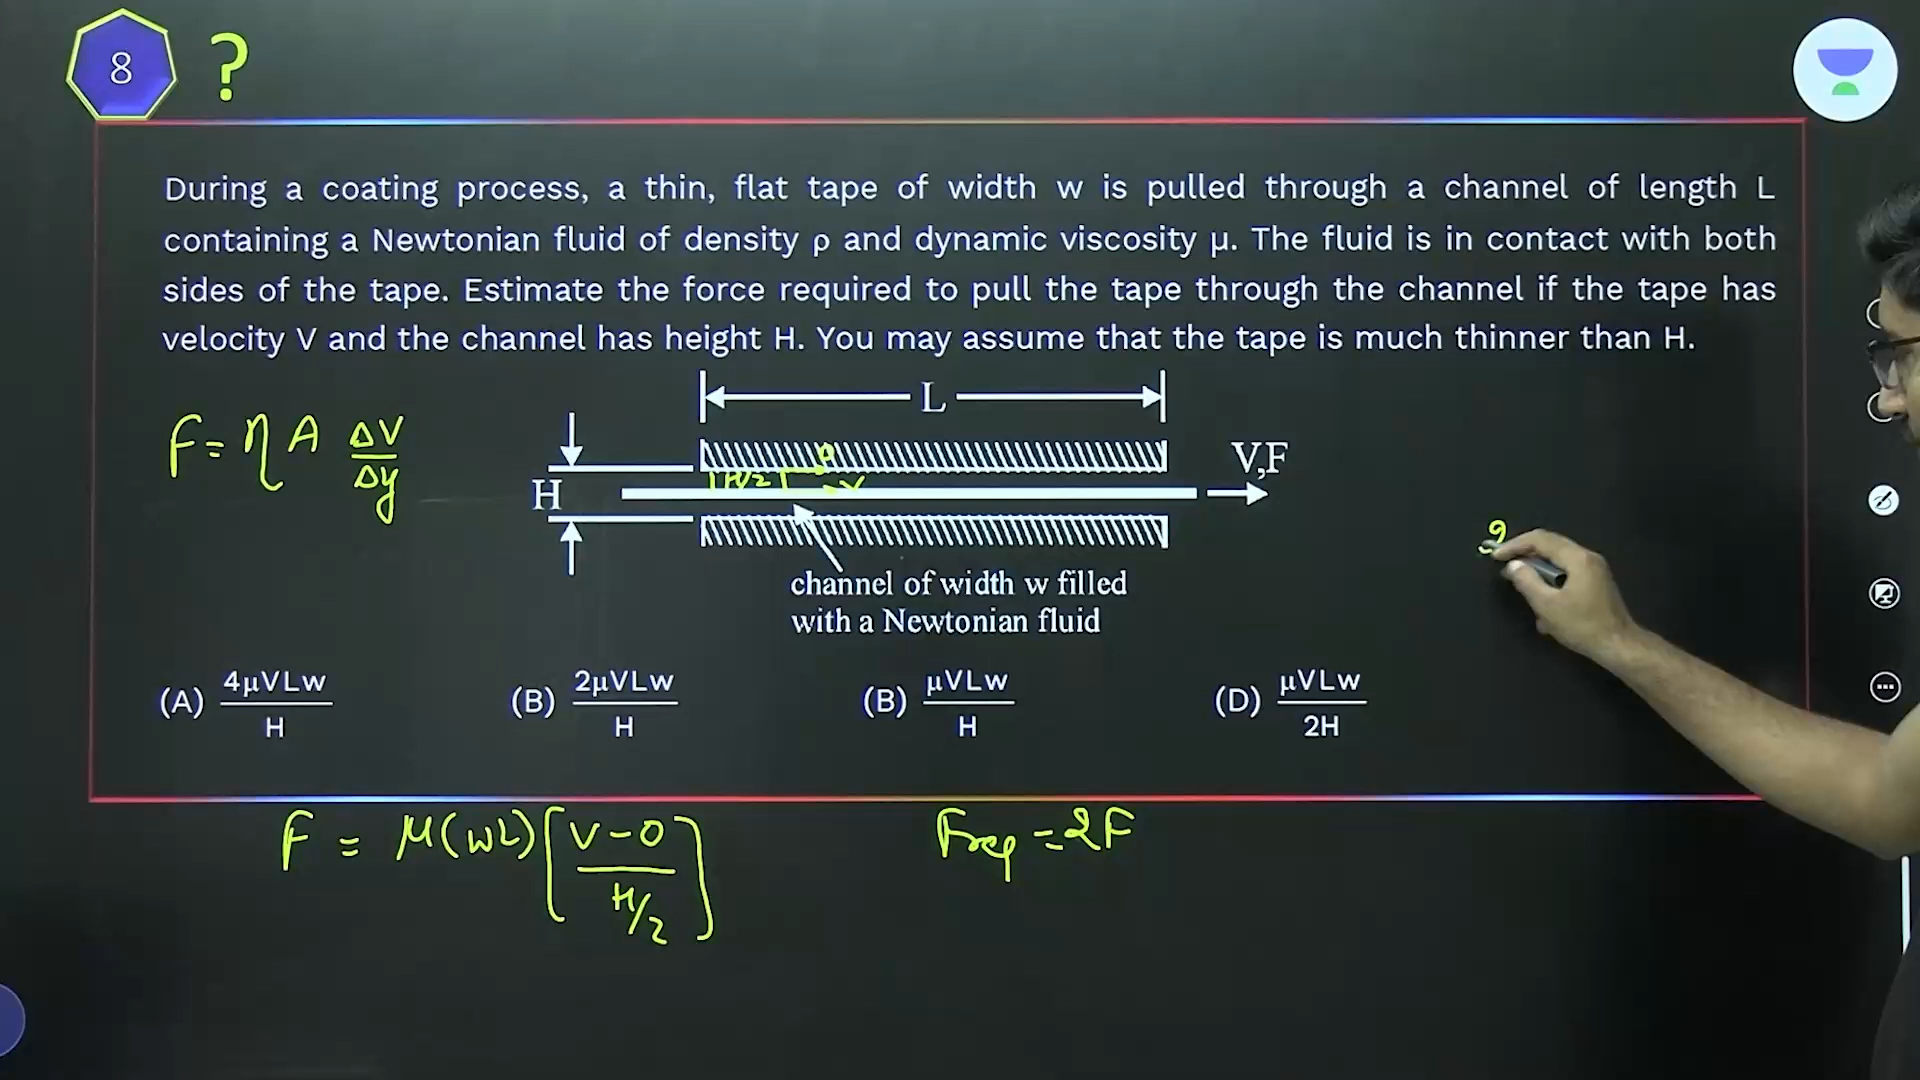 8 ?
During a coating process, a thin, flat tape of width w is pulled through a channel of length L
containing a Newtonian fluid of density ρ and dynamic viscosity μ. The fluid is in contact with both
sides of the tape. Estimate the force required to pull the tape through the channel if the tape has
velocity V and the channel has height H. You may assume that the tape is much thinner than H.
L
F = η A ΔV/Δy
0
V,F
H/2
V
H
channel of width w filled
with a Newtonian fluid
(A) 4μVLw/H (B) 2μVLw/H (B) μVLw/H (D) μVLw/2H
F = μ(wL)[V-0/H/2] Freq = 2F